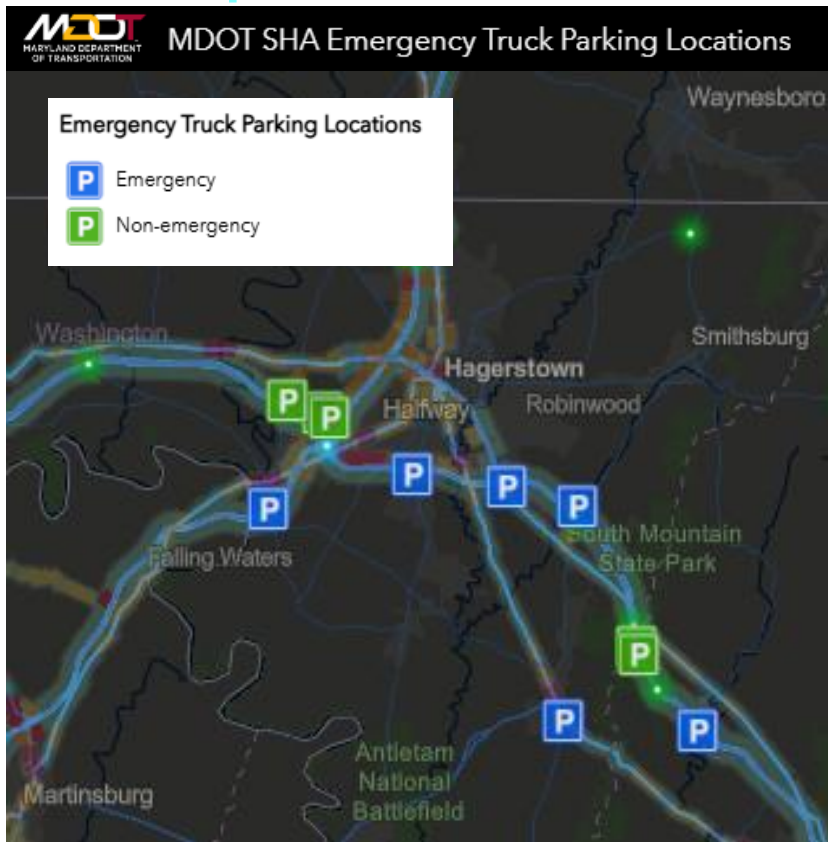 MDOT
MARYLAND DEPARTMENT
OF TRANSPORTATION
MDOT SHA Emergency Truck Parking Locations
Waynesboro
Emergency Truck Parking Locations
P Emergency
P Non-emergency
Washington
Smithsburg
Hagerstown
P
P
Halfway
Robinwood
P
P
P
P
Falling Waters
South Mountain
State Park
P
P
P
Antietam
National
Battlefield
Martinsburg